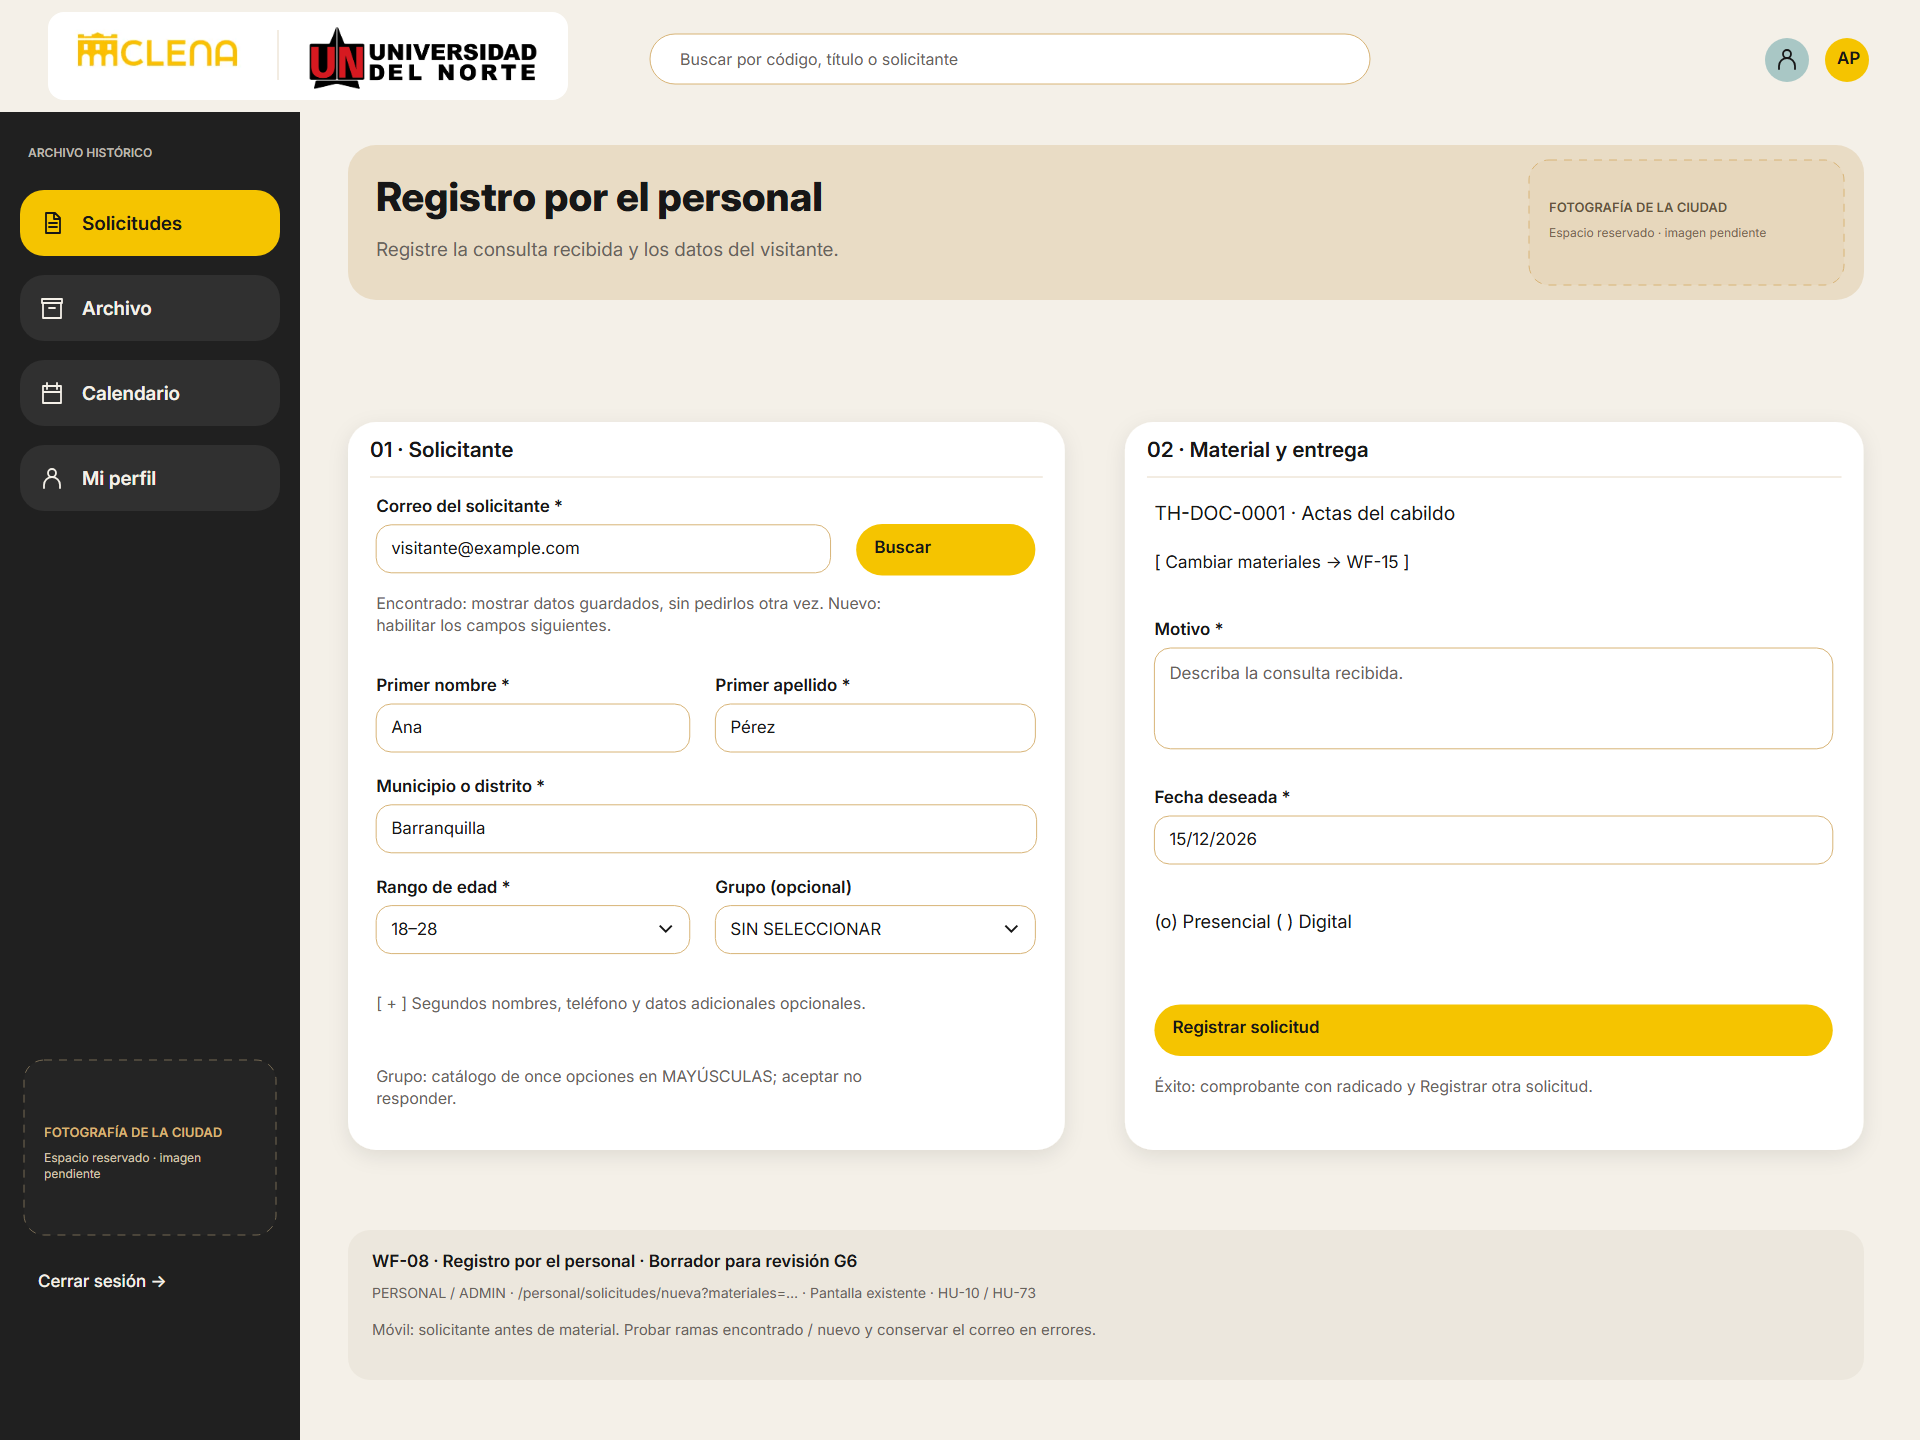 CLENA
UNIVERSIDAD
DEL NORTE
UN
Buscar por código, título o solicitante
AP
ARCHIVO HISTÓRICO
Solicitudes
Archivo
Calendario
Mi perfil
FOTOGRAFÍA DE LA CIUDAD
Espacio reservado · imagen
pendiente
Cerrar sesión →
Registro por el personal
Registre la consulta recibida y los datos del visitante.
FOTOGRAFÍA DE LA CIUDAD
Espacio reservado · imagen pendiente
01 · Solicitante
Correo del solicitante *
visitante@example.com
Buscar
Encontrado: mostrar datos guardados, sin pedirlos otra vez. Nuevo:
habilitar los campos siguientes.
Primer nombre *
Primer apellido *
Ana
Pérez
Municipio o distrito *
Barranquilla
Rango de edad *
Grupo (opcional)
18–28
SIN SELECCIONAR
[ + ] Segundos nombres, teléfono y datos adicionales opcionales.
Grupo: catálogo de once opciones en MAYÚSCULAS; aceptar no
responder.
02 · Material y entrega
TH-DOC-0001 · Actas del cabildo
[ Cambiar materiales → WF-15 ]
Motivo *
Describa la consulta recibida.
Fecha deseada *
15/12/2026
(o) Presencial ( ) Digital
Registrar solicitud
Éxito: comprobante con radicado y Registrar otra solicitud.
WF-08 · Registro por el personal · Borrador para revisión G6
PERSONAL / ADMIN · /personal/solicitudes/nueva?materiales=... · Pantalla existente · HU-10 / HU-73
Móvil: solicitante antes de material. Probar ramas encontrado / nuevo y conservar el correo en errores.